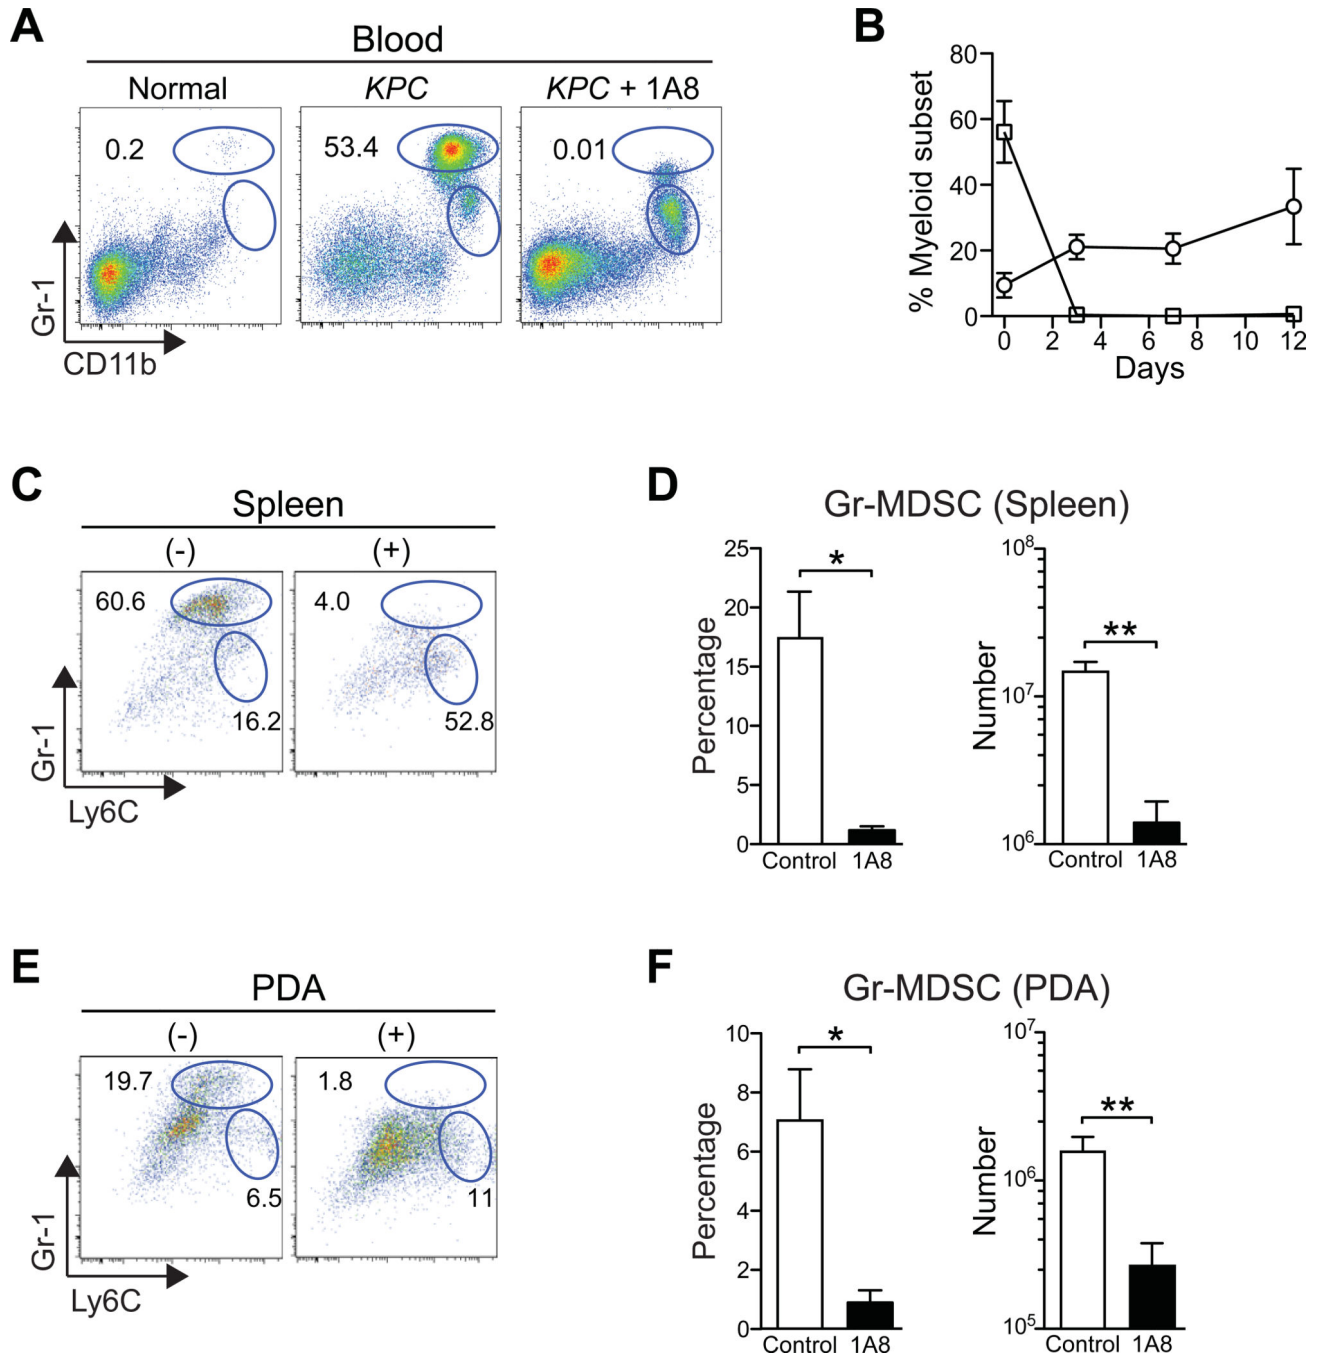 A
Blood
Normal
KPC
KPC + 1A8
0.2
53.4
0.01
Gr-1
CD11b
B
% Myeloid subset
80
60
40
20
0
0 2 4 6 8 10 12
Days
C
Spleen
(-)
(+)
60.6
4.0
16.2
52.8
Gr-1
Ly6C
D
Gr-MDSC (Spleen)
Percentage
25
20
15
10
5
0
*
Control 1A8
Number
10^8
10^7
10^6
**
Control 1A8
E
PDA
(-)
(+)
19.7
1.8
6.5
11
Gr-1
Ly6C
F
Gr-MDSC (PDA)
Percentage
10
8
6
4
2
0
*
Control 1A8
Number
10^7
10^6
10^5
**
Control 1A8